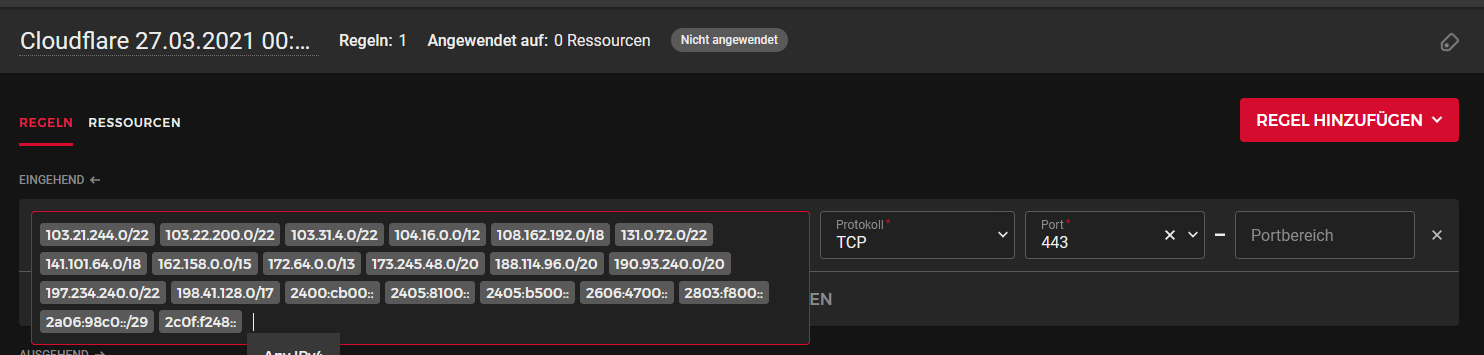 Cloudflare 27.03.2021 00:... Regeln: 1 Angewendet auf: 0 Ressourcen Nicht angewendet
REGELN RESSOURCEN
REGEL HINZUFÜGEN
EINGEHEND ←
103.21.244.0/22 103.22.200.0/22 103.31.4.0/22 104.16.0.0/12 108.162.192.0/18 131.0.72.0/22
141.101.64.0/18 162.158.0.0/15 172.64.0.0/13 173.245.48.0/20 188.114.96.0/20 190.93.240.0/20
197.234.240.0/22 198.41.128.0/17 2400:cb00:: 2405:8100:: 2405:b500:: 2606:4700:: 2803:f800::
2a06:98c0::/29 2c0f:f248::
Protokoll*
TCP
Port*
443
–
Portbereich
EN
Any IPv4
AUSGEHEND →